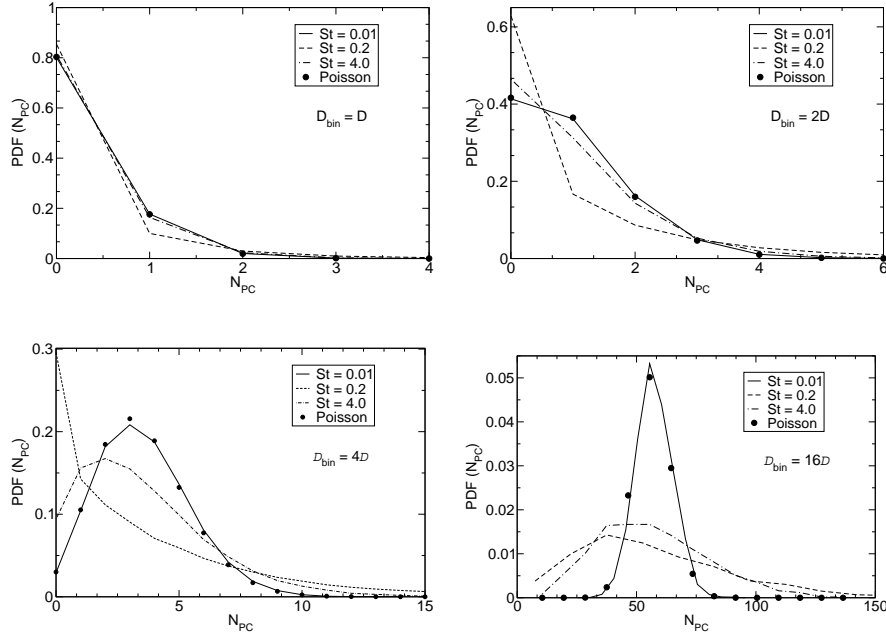 1
0.8
0.6
0.4
0.2
0
PDF (N_PC)
St = 0.01
St = 0.2
St = 4.0
Poisson
D_bin = D
0 1 2 3 4
N_PC
0.6
0.4
0.2
0
PDF (N_PC)
St = 0.01
St = 0.2
St = 4.0
Poisson
D_bin = 2D
0 2 4 6
N_PC
0.3
0.2
0.1
0
PDF (N_PC)
St = 0.01
St = 0.2
St = 4.0
Poisson
D_bin = 4D
0 5 10 15
N_PC
0.05
0.04
0.03
0.02
0.01
0
PDF (N_PC)
St = 0.01
St = 0.2
St = 4.0
Poisson
D_bin = 16D
0 50 100 150
N_PC